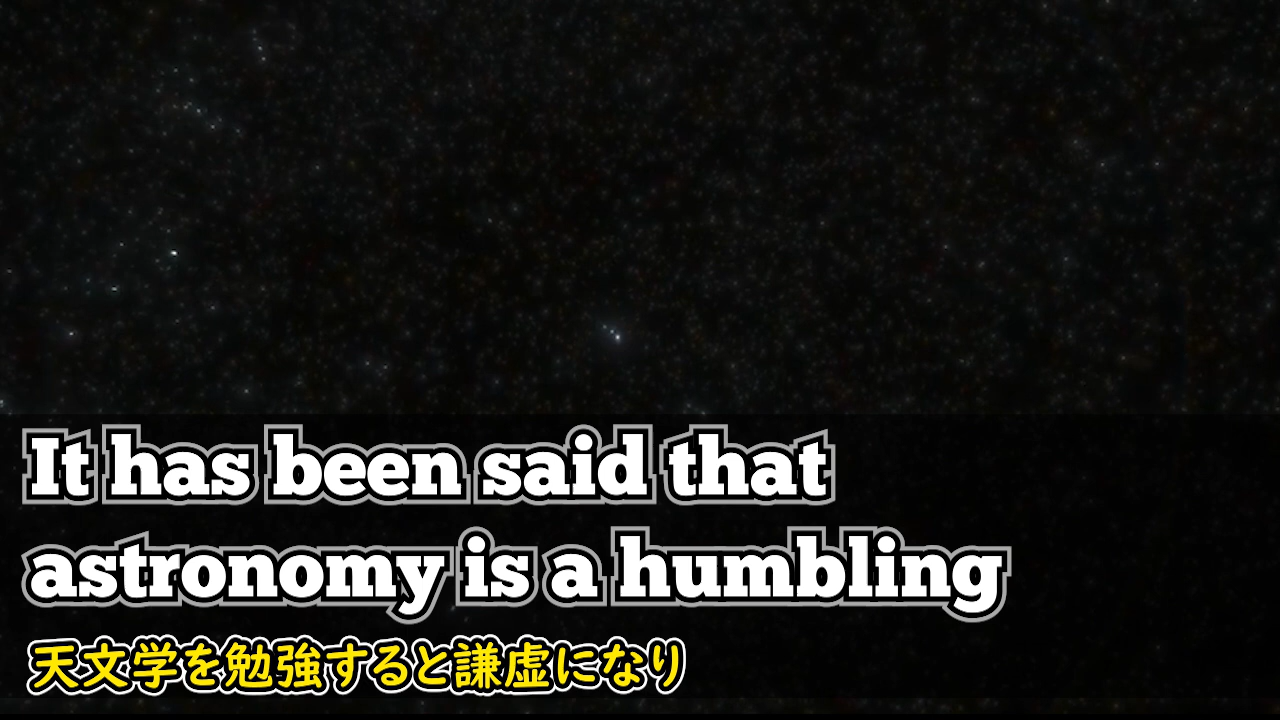 It has been said that
astronomy is a humbling
天文学を勉強すると謙虚になり